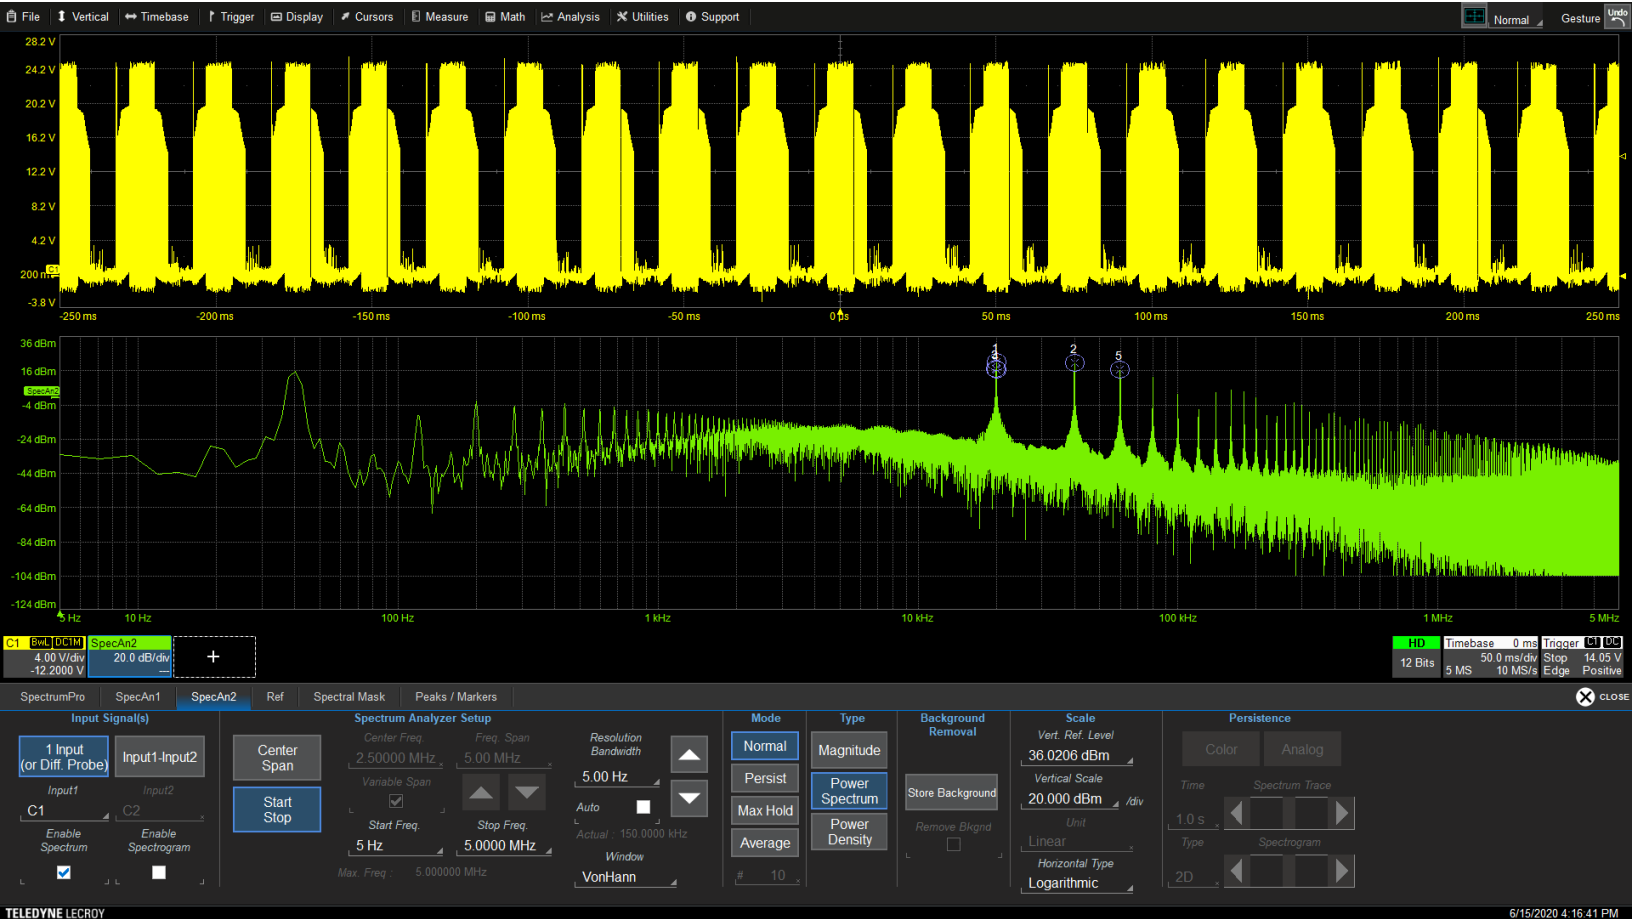 File Vertical Timebase Trigger Display Cursors Measure Math Analysis Utilities Support Normal Gesture Undo
28.2 V
24.2 V
20.2 V
16.2 V
12.2 V
8.2 V
4.2 V
C1
200 m
-3.8 V
-250 ms -200 ms -150 ms -100 ms -50 ms 0 ps 50 ms 100 ms 150 ms 200 ms 250 ms
36 dBm
16 dBm
SpecAn2
-4 dBm
-24 dBm
-44 dBm
-64 dBm
-84 dBm
-104 dBm
-124 dBm
1 2 5
5 Hz 10 Hz 100 Hz 1 kHz 10 kHz 100 kHz 1 MHz 5 MHz
C1 BwL DC1M SpecAn2 HD Timebase 0 ms Trigger C1 DC
4.00 V/div 20.0 dB/div + 12 Bits 50.0 ms/div Stop 14.05 V
-12.2000 V --- 5 MS 10 MS/s Edge Positive
SpectrumPro SpecAn1 SpecAn2 Ref Spectral Mask Peaks / Markers CLOSE
Input Signal(s)
1 Input
(or Diff. Probe)
Input1-Input2
Input1 Input2
C1 C2
Enable
Spectrum
Enable
Spectrogram
Spectrum Analyzer Setup
Center
Span
Start
Stop
Center Freq. Freq. Span
2.50000 MHz 5.00 MHz
Variable Span
Start Freq. Stop Freq.
5 Hz 5.0000 MHz
Max. Freq : 5.000000 MHz
Resolution
Bandwidth
5.00 Hz
Auto
Actual : 150.0000 kHz
Window
VonHann
Mode
Normal
Persist
Max Hold
Average
# 10
Type
Magnitude
Power
Spectrum
Power
Density
Background
Removal
Store Background
Remove Bkgnd
Scale
Vert. Ref. Level
36.0206 dBm
Vertical Scale
20.000 dBm /div
Unit
Linear
Horizontal Type
Logarithmic
Persistence
Color Analog
Time Spectrum Trace
1.0 s
Type Spectrogram
2D
TELEDYNE LECROY 6/15/2020 4:16:41 PM